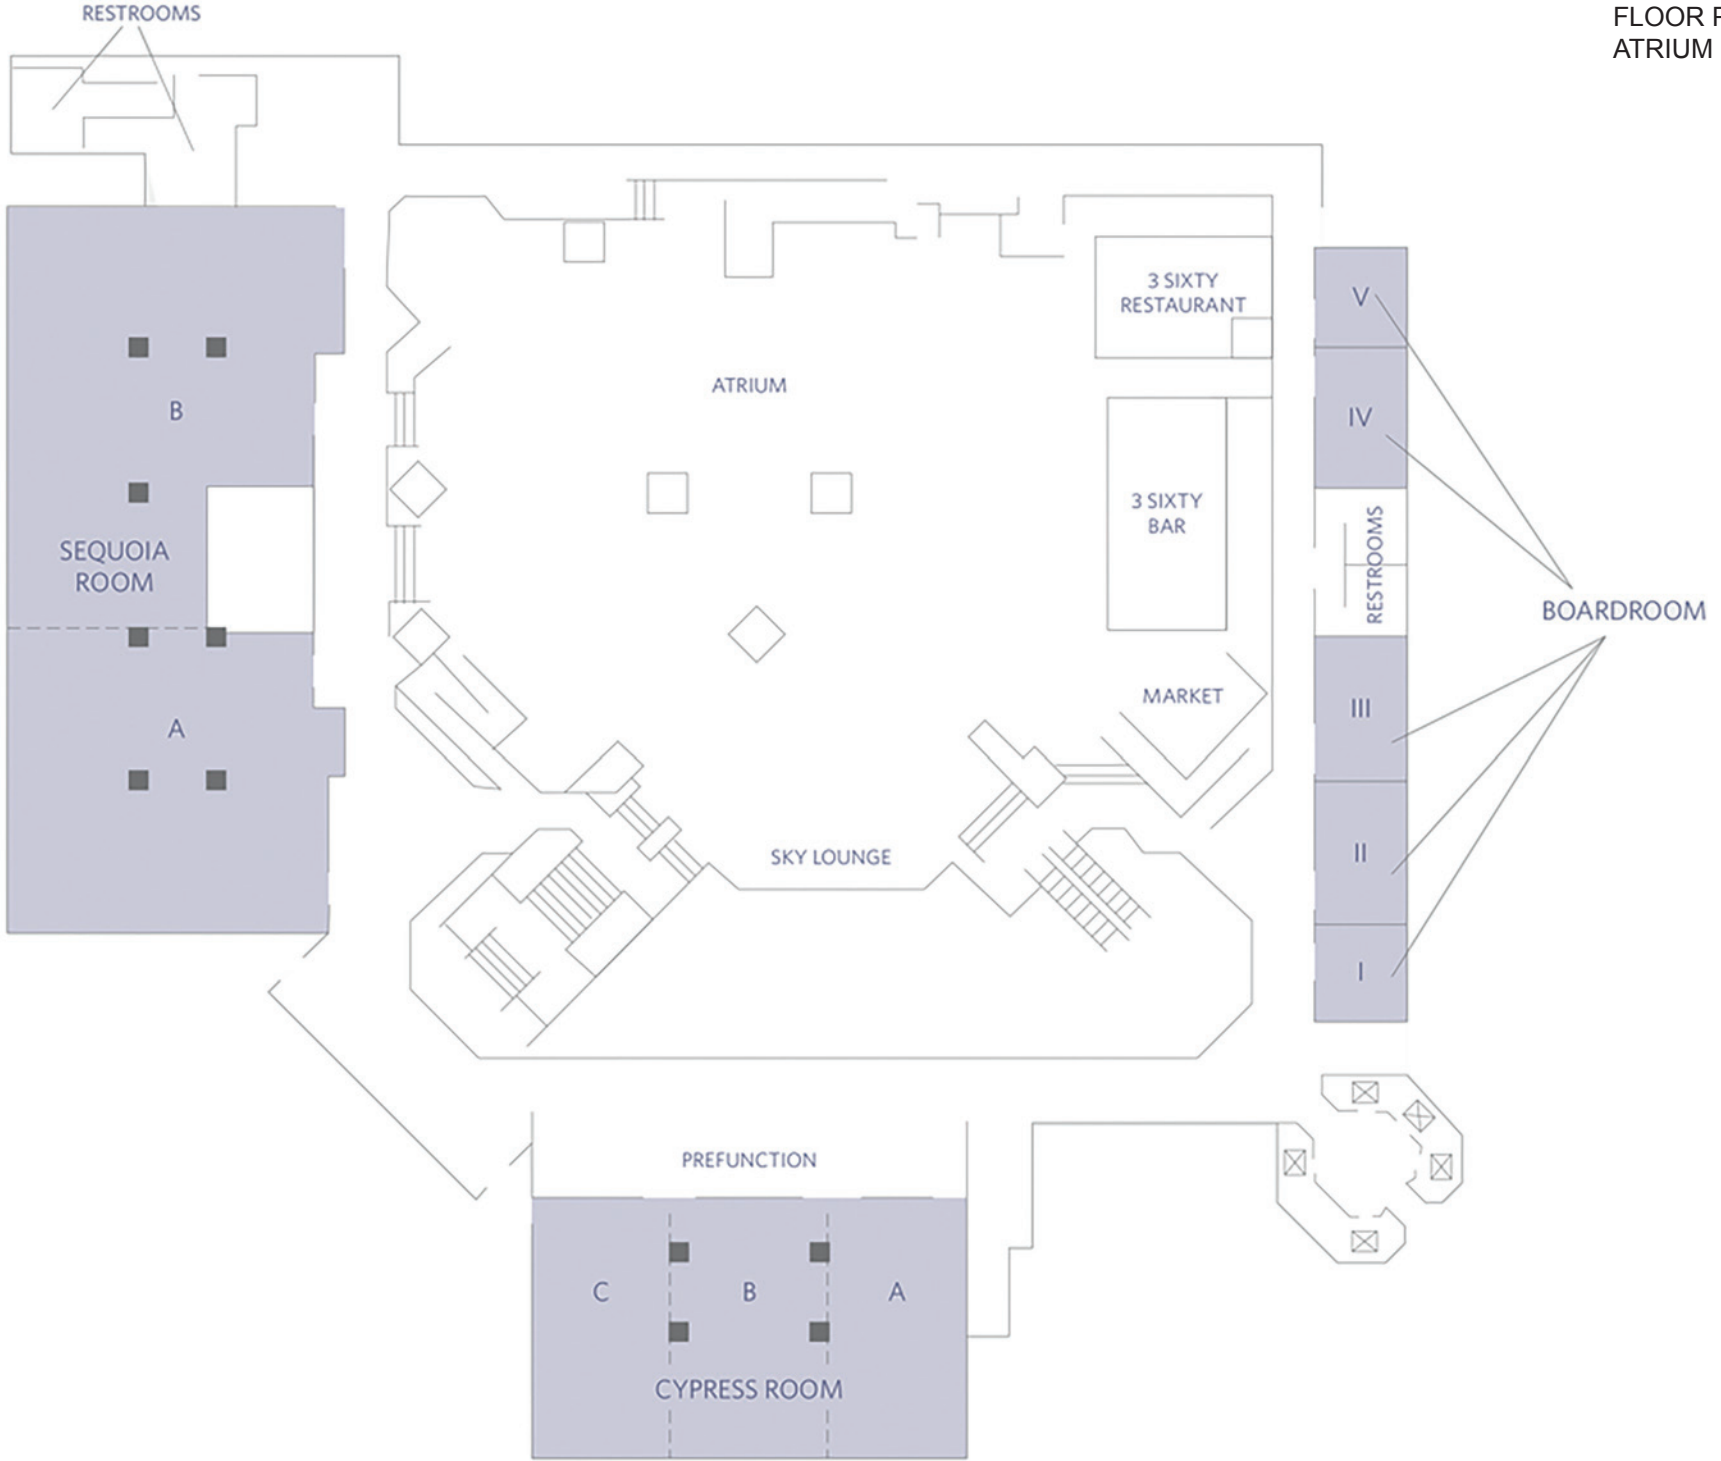 RESTROOMS
FLOOR
ATRIUM
3 SIXTY
RESTAURANT
V
ATRIUM
B
IV
3 SIXTY
BAR
RESTROOMS
SEQUOIA
ROOM
BOARDROOM
MARKET
III
A
SKY LOUNGE
II
I
PREFUNCTION
C
B
A
CYPRESS ROOM